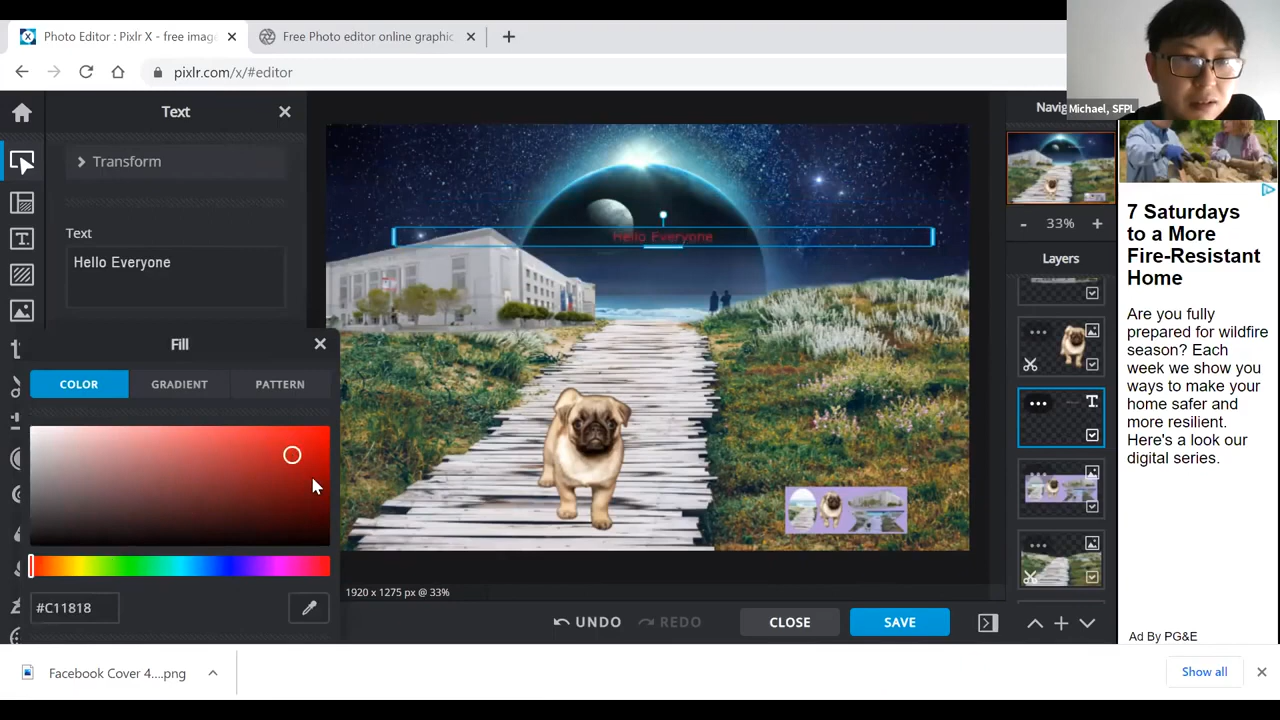 Photo Editor : Pixlr X - free imag
Free Photo editor online graphic
pixlr.com/x/#editor
Michael, SFPL
Text
Transform
Text
Hello Everyone
Fill
COLOR
GRADIENT
PATTERN
#C11818
Hello Everyone
1920 x 1275 px @ 33%
UNDO
REDO
CLOSE
SAVE
Navig
33%
Layers
T
7 Saturdays
to a More
Fire-Resistant
Home
Are you fully
prepared for wildfire
season? Each
week we show you
ways to make your
home safer and
more resilient.
Here's a look our
digital series.
Ad By PG&E
Facebook Cover 4....png
Show all